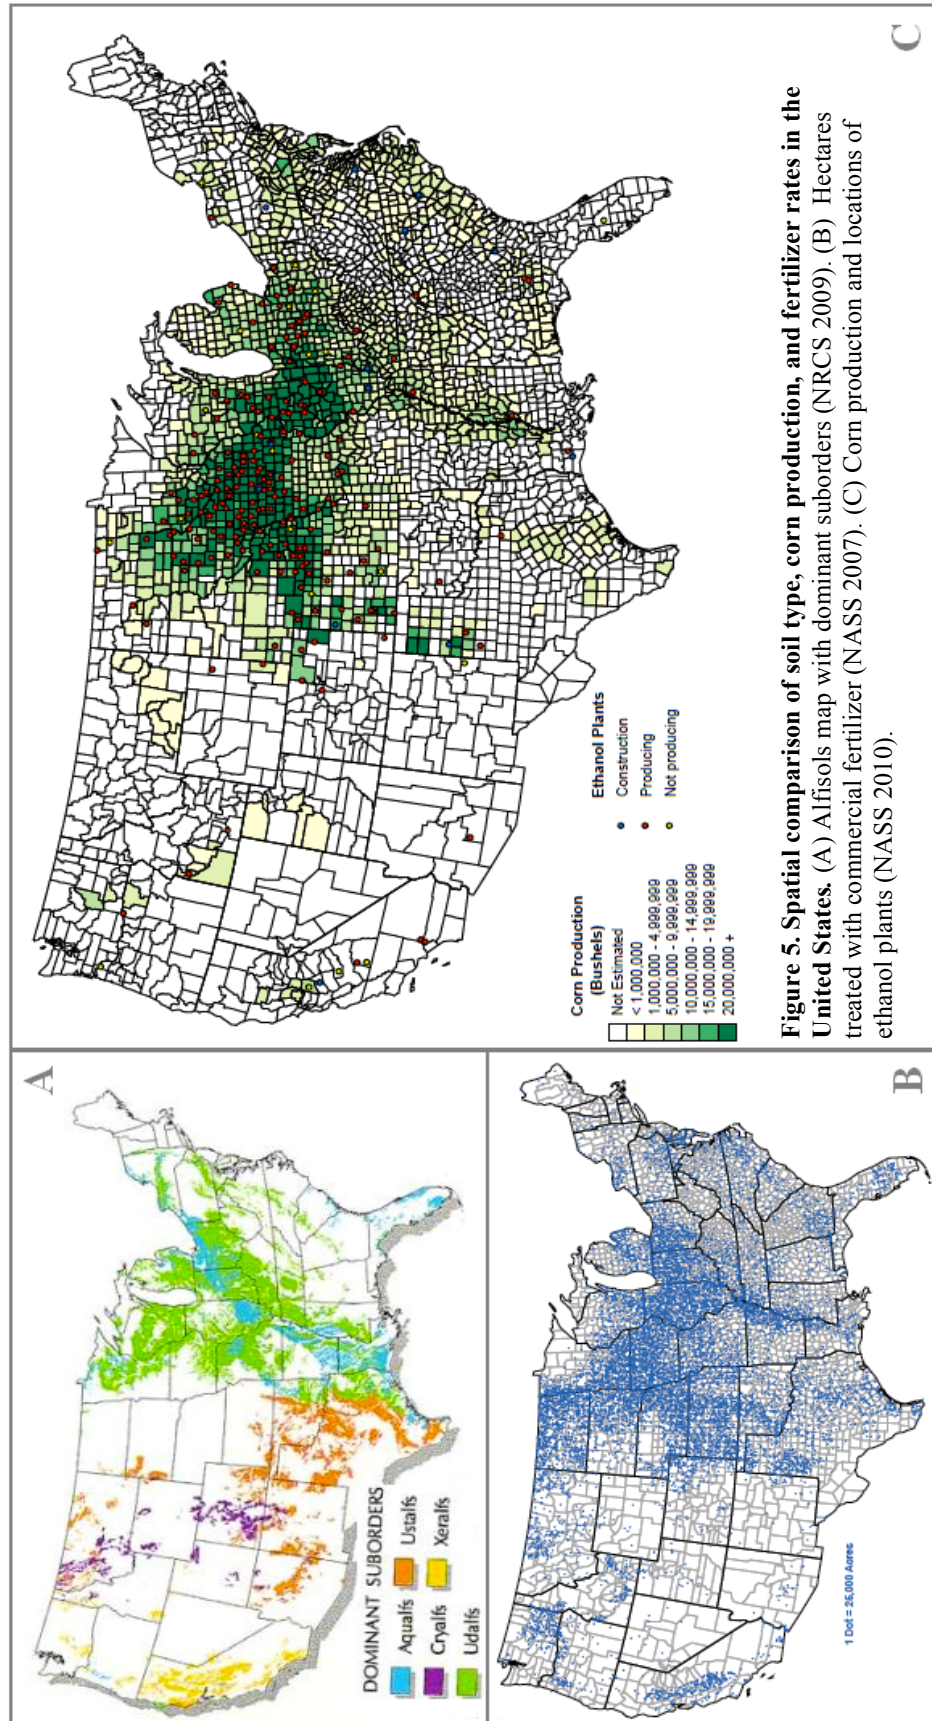 A
DOMINANT SUBORDERS
Aqualfs
Ustalfs
Cryalfs
Xeralfs
Udalfs
B
1 Dot = 25,000 Acres
C
Corn Production
(Bushels)
Not Estimated
< 1,000,000
1,000,000 - 4,999,999
5,000,000 - 9,999,999
10,000,000 - 14,999,999
15,000,000 - 19,999,999
20,000,000 +
Ethanol Plants
Construction
Producing
Not producing
Figure 5. Spatial comparison of soil type, corn production, and fertilizer rates in the
United States. (A) Alfisols map with dominant suborders (NRCS 2009). (B) Hectares
treated with commercial fertilizer (NASS 2007). (C) Corn production and locations of
ethanol plants (NASS 2010).